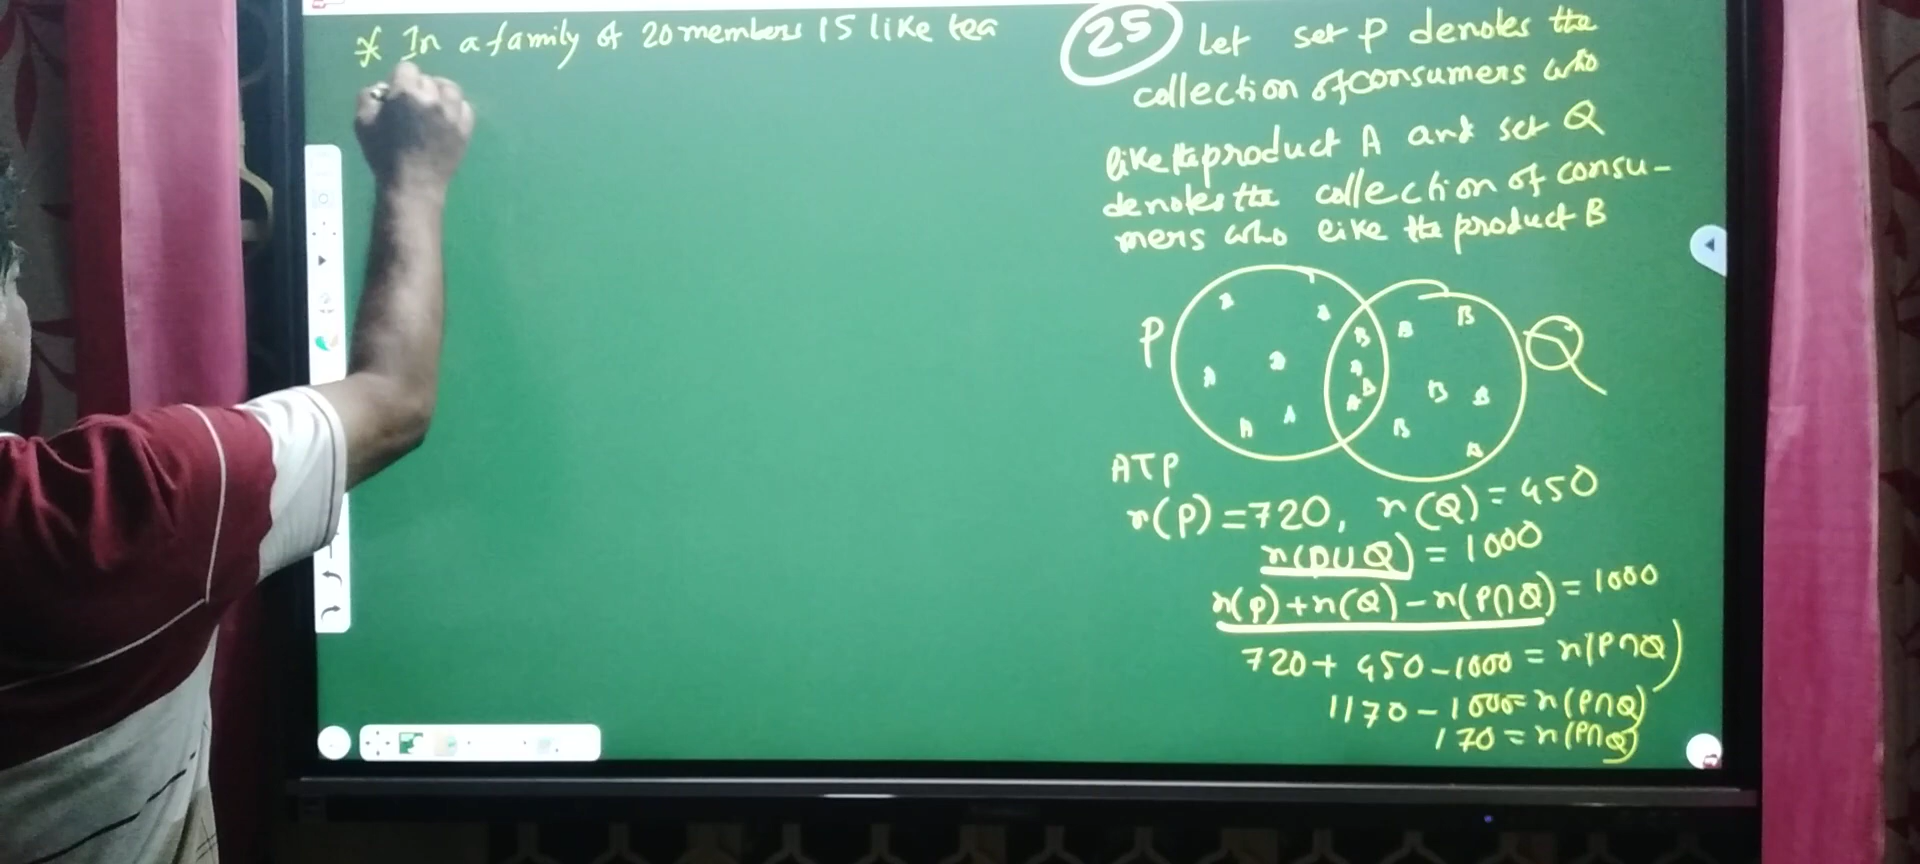 * In a family of 20 members 15 like tea
25 Let set P denotes the
collection of consumers who
like the product A and set Q
denotes the collection of consu-
mers who like the product B
P Q
ATP
n(P) = 720, n(Q) = 450
n(PUQ) = 1000
n(P)+n(Q)-n(P∩Q) = 1000
720 + 450 - 1000 = n(P∩Q)
1170 - 1000 = n(P∩Q)
170 = n(P∩Q)